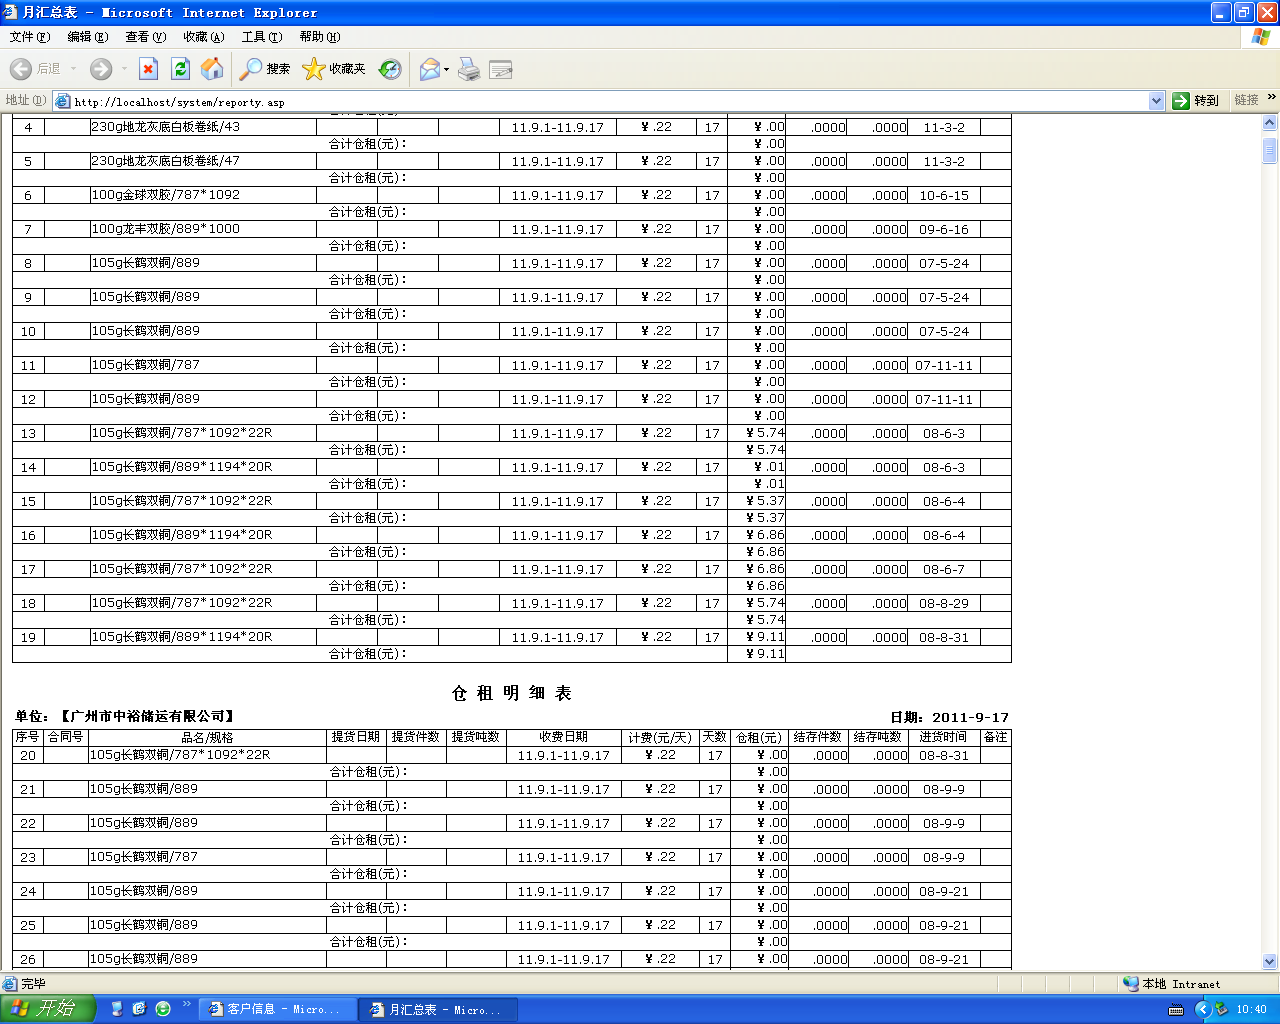 月汇总表 - Microsoft Internet Explorer
文件(F) 编辑(E) 查看(V) 收藏(A) 工具(T) 帮助(H)
后退 搜索 收藏夹
地址(D) http://localhost/system/reporty.asp 转到 链接 »
4 230g地龙灰底白板卷纸/43 11.9.1-11.9.17 ¥ .22 17 ¥ .00 .0000 .0000 11-3-2
合计仓租(元): ¥ .00
5 230g地龙灰底白板卷纸/47 11.9.1-11.9.17 ¥ .22 17 ¥ .00 .0000 .0000 11-3-2
合计仓租(元): ¥ .00
6 100g金球双胶/787*1092 11.9.1-11.9.17 ¥ .22 17 ¥ .00 .0000 .0000 10-6-15
合计仓租(元): ¥ .00
7 100g龙丰双胶/889*1000 11.9.1-11.9.17 ¥ .22 17 ¥ .00 .0000 .0000 09-6-16
合计仓租(元): ¥ .00
8 105g长鹤双铜/889 11.9.1-11.9.17 ¥ .22 17 ¥ .00 .0000 .0000 07-5-24
合计仓租(元): ¥ .00
9 105g长鹤双铜/889 11.9.1-11.9.17 ¥ .22 17 ¥ .00 .0000 .0000 07-5-24
合计仓租(元): ¥ .00
10 105g长鹤双铜/889 11.9.1-11.9.17 ¥ .22 17 ¥ .00 .0000 .0000 07-5-24
合计仓租(元): ¥ .00
11 105g长鹤双铜/787 11.9.1-11.9.17 ¥ .22 17 ¥ .00 .0000 .0000 07-11-11
合计仓租(元): ¥ .00
12 105g长鹤双铜/889 11.9.1-11.9.17 ¥ .22 17 ¥ .00 .0000 .0000 07-11-11
合计仓租(元): ¥ .00
13 105g长鹤双铜/787*1092*22R 11.9.1-11.9.17 ¥ .22 17 ¥ 5.74 .0000 .0000 08-6-3
合计仓租(元): ¥ 5.74
14 105g长鹤双铜/889*1194*20R 11.9.1-11.9.17 ¥ .22 17 ¥ .01 .0000 .0000 08-6-3
合计仓租(元): ¥ .01
15 105g长鹤双铜/787*1092*22R 11.9.1-11.9.17 ¥ .22 17 ¥ 5.37 .0000 .0000 08-6-4
合计仓租(元): ¥ 5.37
16 105g长鹤双铜/889*1194*20R 11.9.1-11.9.17 ¥ .22 17 ¥ 6.86 .0000 .0000 08-6-4
合计仓租(元): ¥ 6.86
17 105g长鹤双铜/787*1092*22R 11.9.1-11.9.17 ¥ .22 17 ¥ 6.86 .0000 .0000 08-6-7
合计仓租(元): ¥ 6.86
18 105g长鹤双铜/787*1092*22R 11.9.1-11.9.17 ¥ .22 17 ¥ 5.74 .0000 .0000 08-8-29
合计仓租(元): ¥ 5.74
19 105g长鹤双铜/889*1194*20R 11.9.1-11.9.17 ¥ .22 17 ¥ 9.11 .0000 .0000 08-8-31
合计仓租(元): ¥ 9.11
仓 租 明 细 表
单位: 【广州市中裕储运有限公司】 日期: 2011-9-17
序号 合同号 品名/规格 提货日期 提货件数 提货吨数 收费日期 计费(元/天) 天数 仓租(元) 结存件数 结存吨数 进货时间 备注
20 105g长鹤双铜/787*1092*22R 11.9.1-11.9.17 ¥ .22 17 ¥ .00 .0000 .0000 08-8-31
合计仓租(元): ¥ .00
21 105g长鹤双铜/889 11.9.1-11.9.17 ¥ .22 17 ¥ .00 .0000 .0000 08-9-9
合计仓租(元): ¥ .00
22 105g长鹤双铜/889 11.9.1-11.9.17 ¥ .22 17 ¥ .00 .0000 .0000 08-9-9
合计仓租(元): ¥ .00
23 105g长鹤双铜/787 11.9.1-11.9.17 ¥ .22 17 ¥ .00 .0000 .0000 08-9-9
合计仓租(元): ¥ .00
24 105g长鹤双铜/889 11.9.1-11.9.17 ¥ .22 17 ¥ .00 .0000 .0000 08-9-21
合计仓租(元): ¥ .00
25 105g长鹤双铜/889 11.9.1-11.9.17 ¥ .22 17 ¥ .00 .0000 .0000 08-9-21
合计仓租(元): ¥ .00
26 105g长鹤双铜/889 11.9.1-11.9.17 ¥ .22 17 ¥ .00 .0000 .0000 08-9-21
完毕 本地 Intranet
开始 » 客户信息 - Micro... 月汇总表 - Micro... 10:40